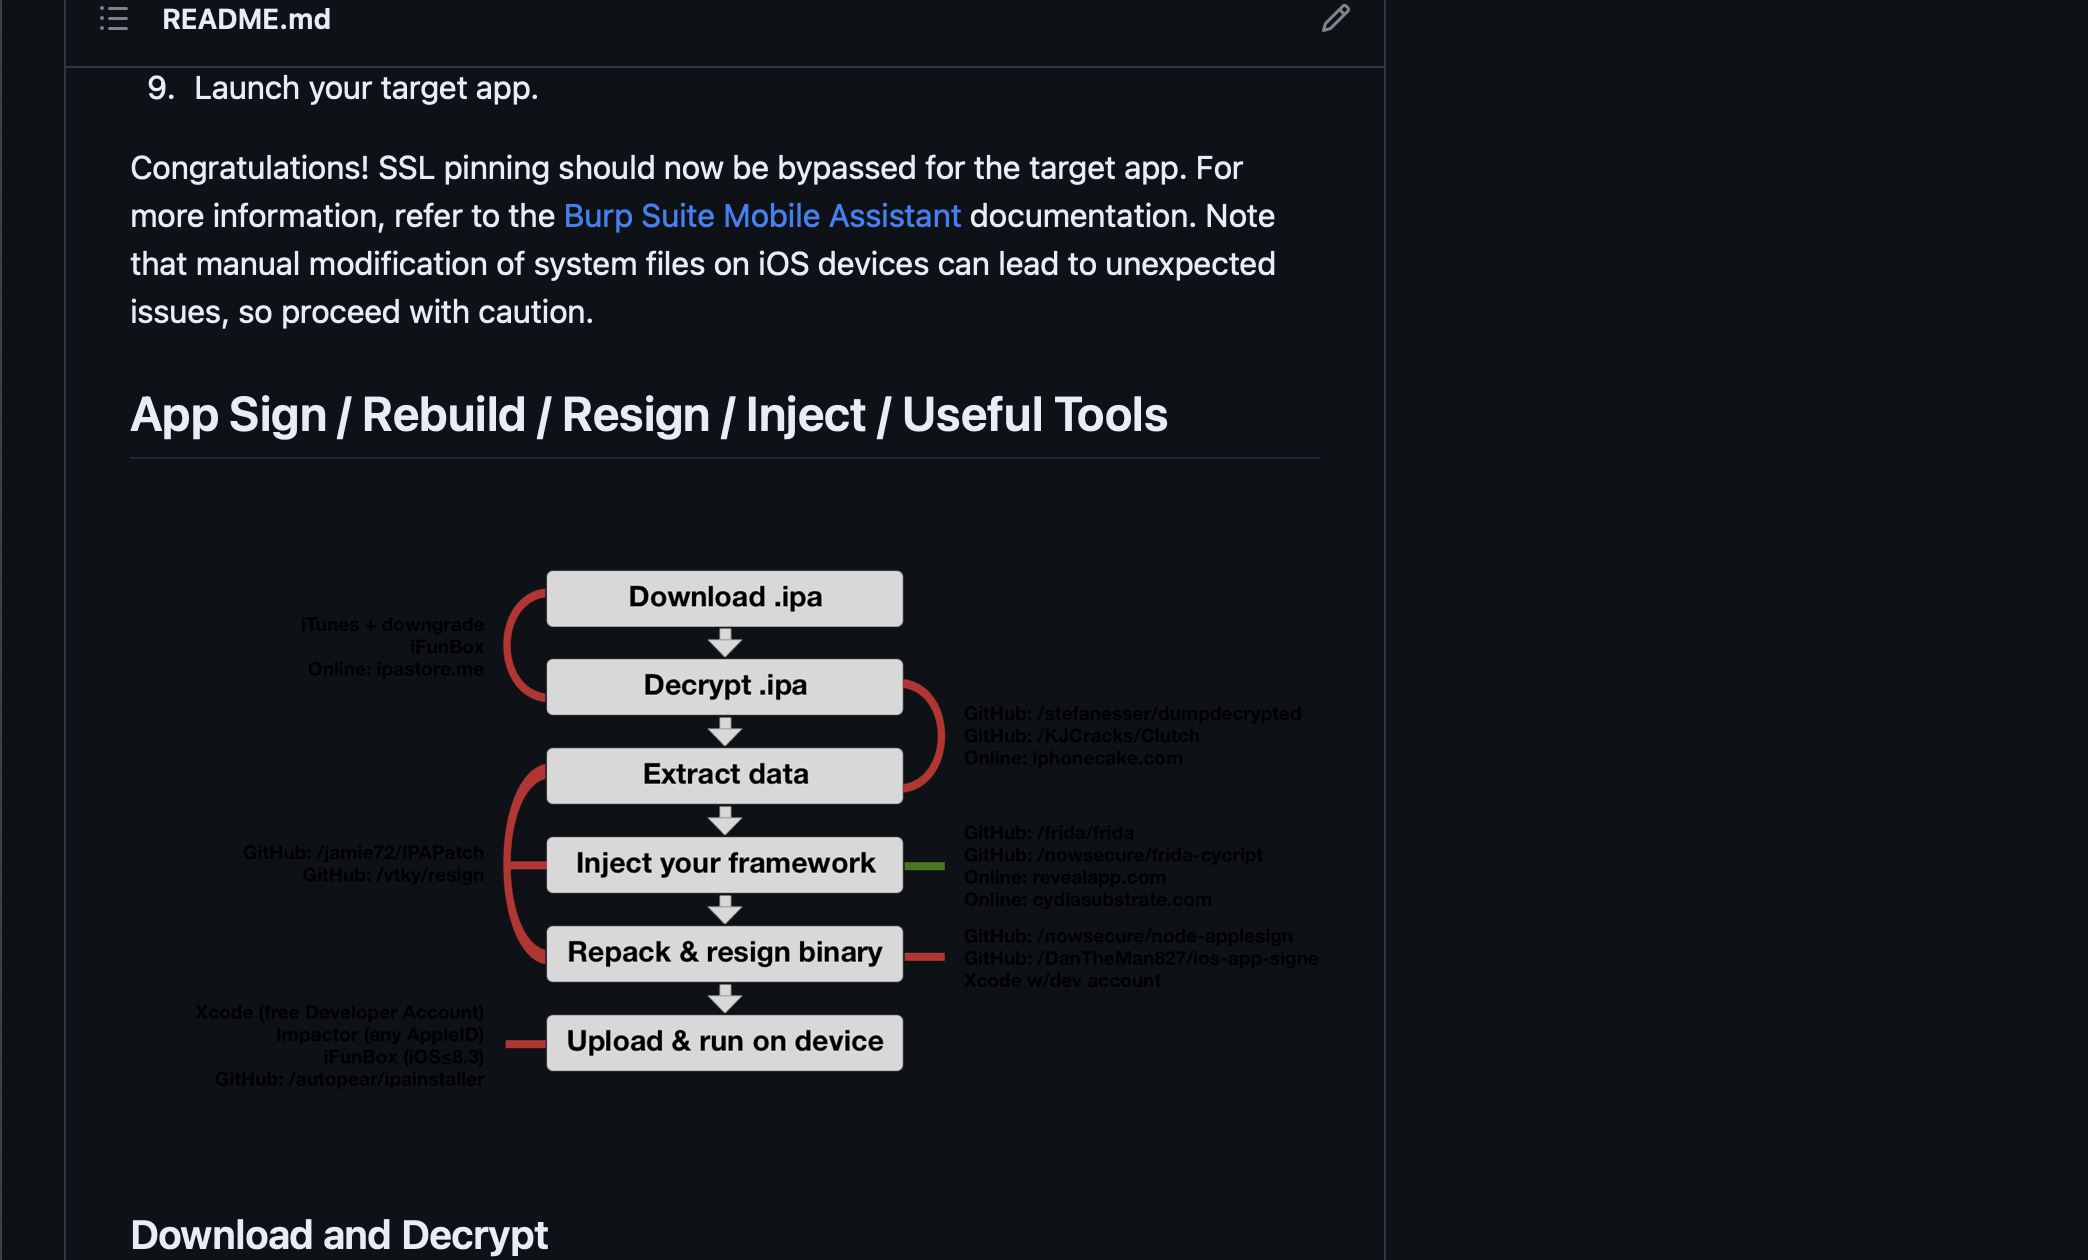 README.md
9. Launch your target app.
Congratulations! SSL pinning should now be bypassed for the target app. For
more information, refer to the Burp Suite Mobile Assistant documentation. Note
that manual modification of system files on iOS devices can lead to unexpected
issues, so proceed with caution.
App Sign / Rebuild / Resign / Inject / Useful Tools
Download .ipa
iTunes + downgrade
iFunBox
Online: ipastore.me
Decrypt .ipa
GitHub: /stefanesser/dumpdecrypted
GitHub: /KJCracks/Clutch
Online: iphonecake.com
Extract data
GitHub: /jamie72/IPAPatch
GitHub: /vtky/resign
Inject your framework
GitHub: /frida/frida
GitHub: /nowsecure/frida-cycript
Online: revealapp.com
Online: cydiasubstrate.com
Repack & resign binary
GitHub: /nowsecure/node-applesign
GitHub: /DanTheMan827/ios-app-signe
Xcode w/dev account
Xcode (free Developer Account)
Impactor (any AppleID)
iFunBox (iOS≤8.3)
GitHub: /autopear/ipainstaller
Upload & run on device
Download and Decrypt